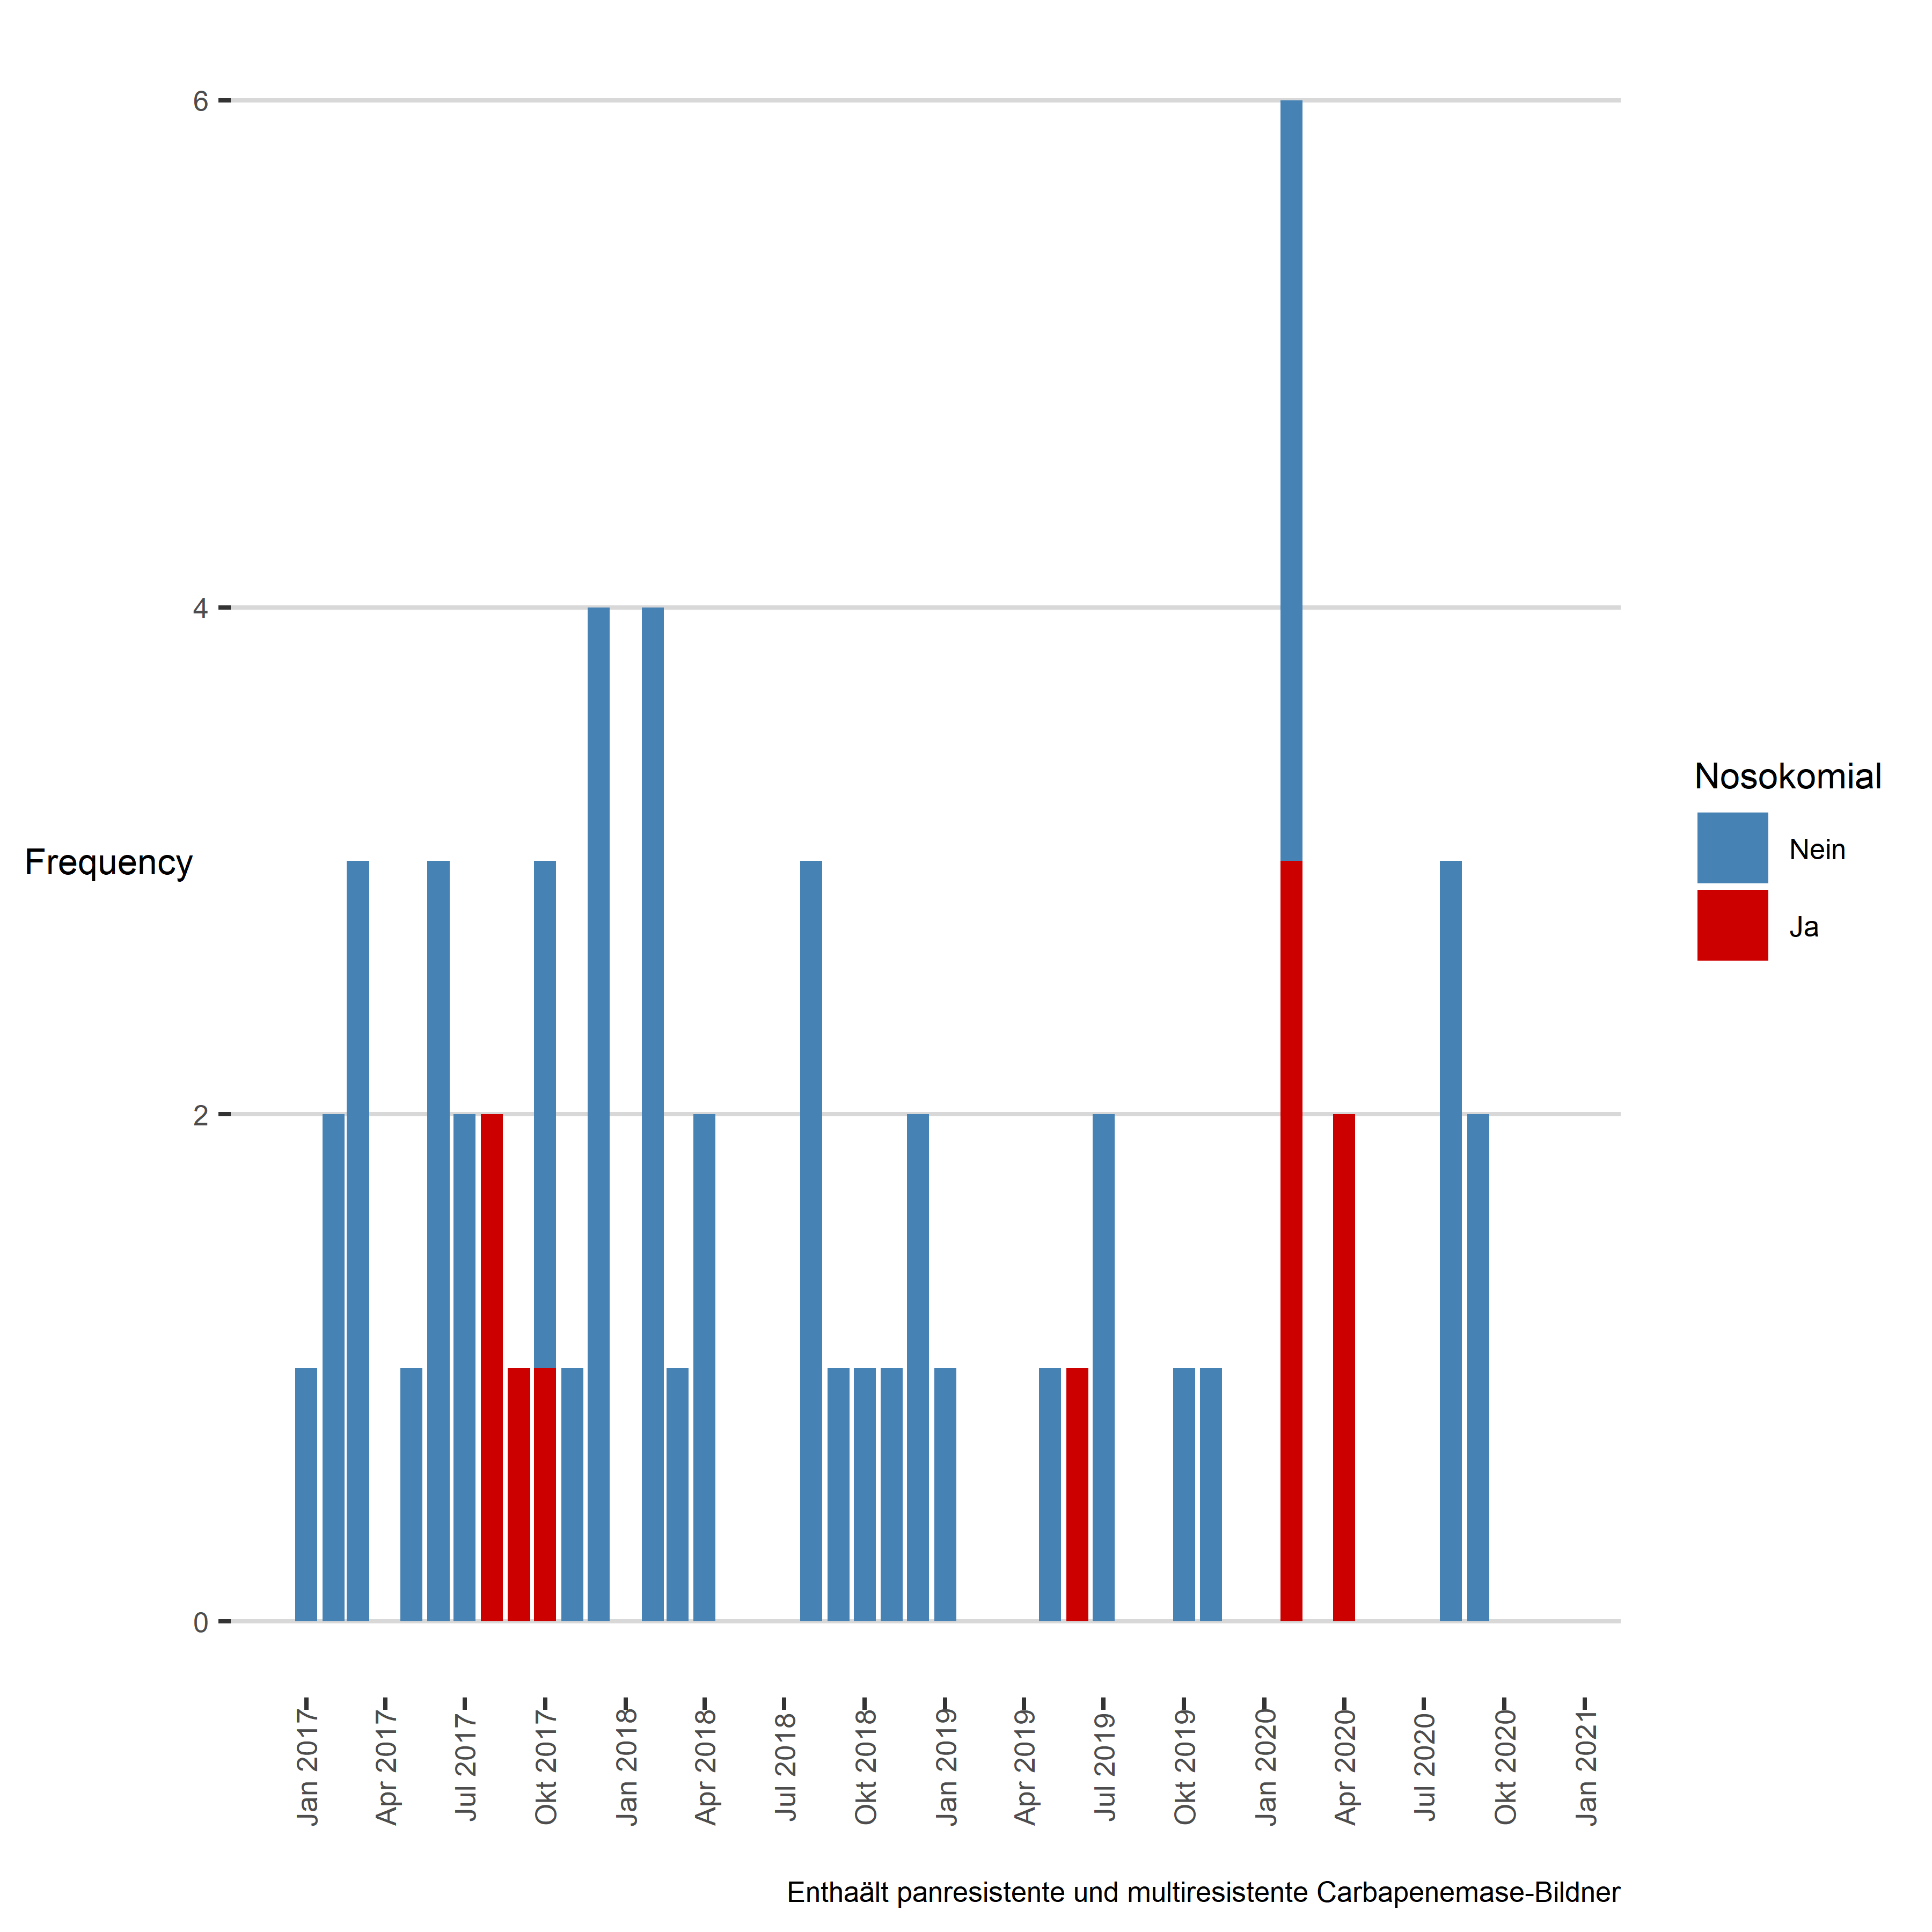 6
4
2
0
Frequency
Jan 2017
Apr 2017
Jul 2017
Okt 2017
Jan 2018
Apr 2018
Jul 2018
Okt 2018
Jan 2019
Apr 2019
Jul 2019
Okt 2019
Jan 2020
Apr 2020
Jul 2020
Okt 2020
Jan 2021
Nosokomial
Nein
Ja
Enthaält panresistente und multiresistente Carbapenemase-Bildner